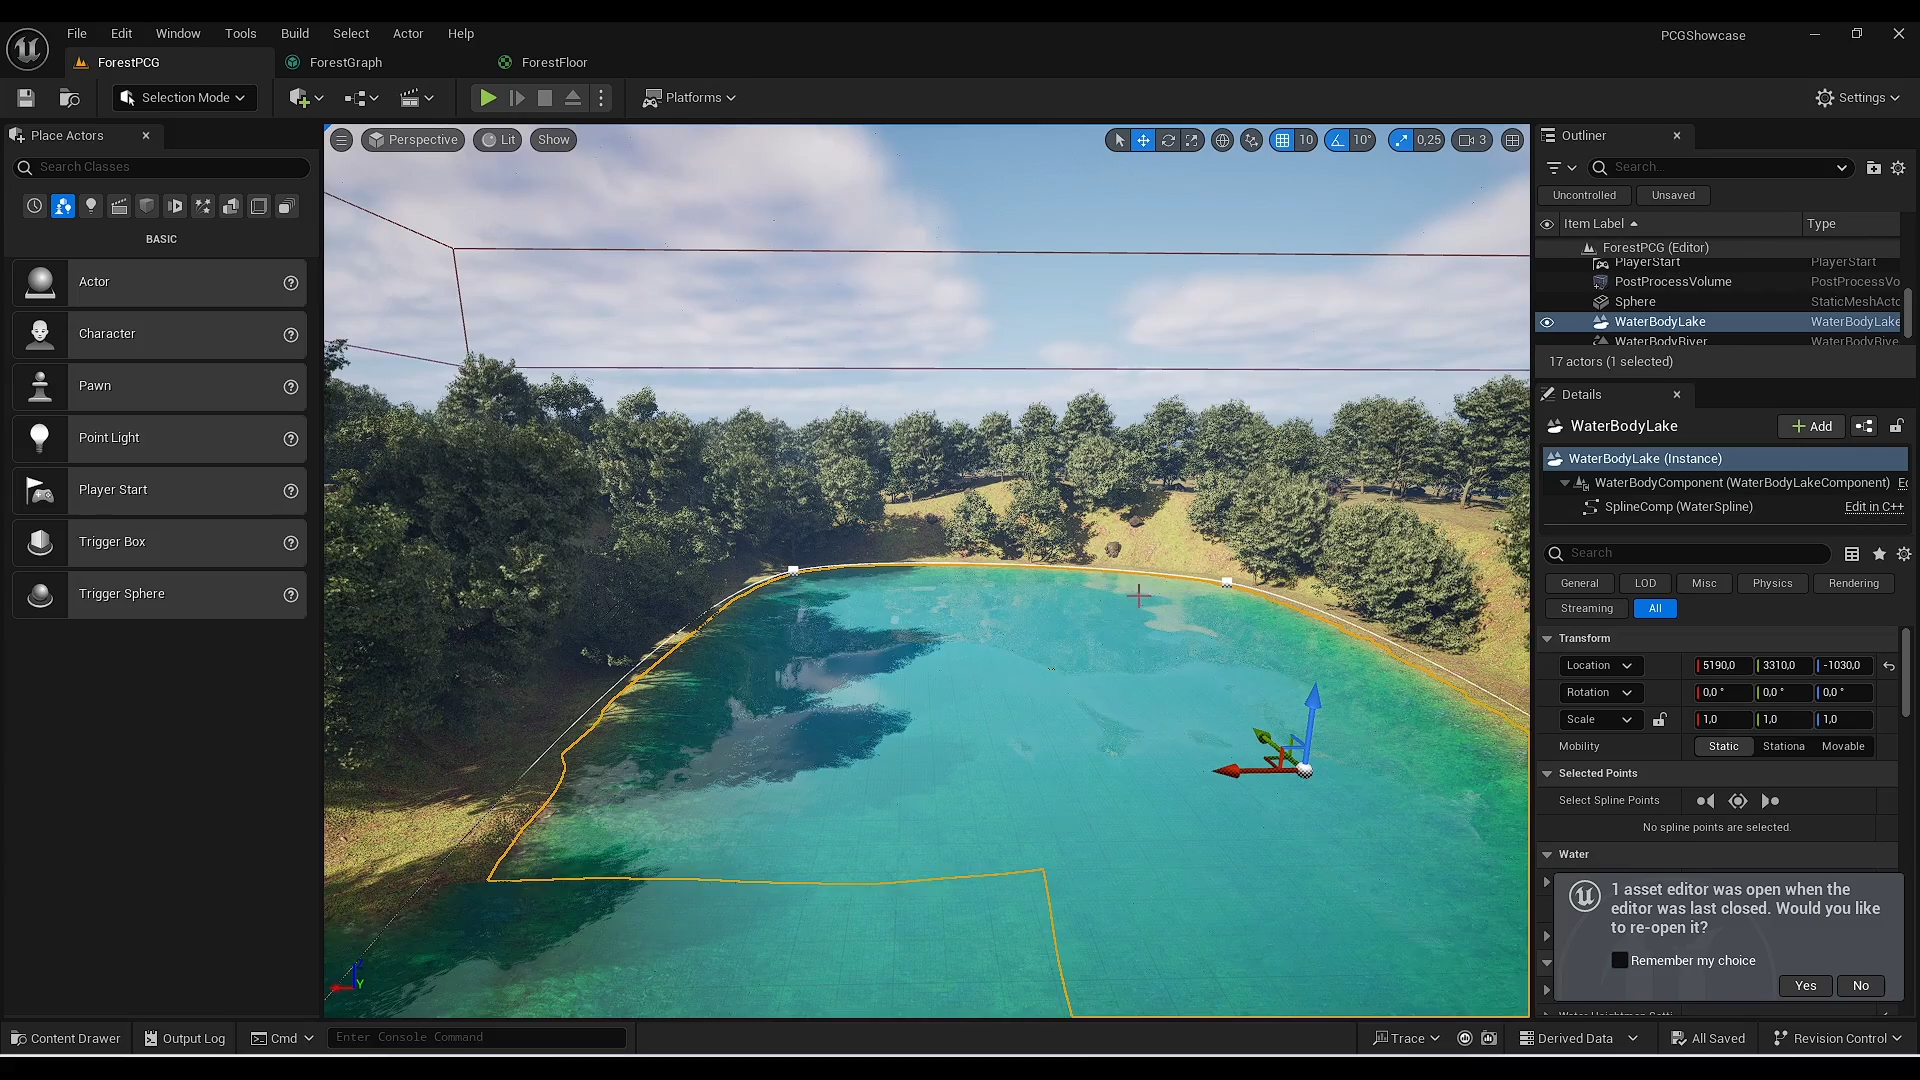 File Edit Window Tools Build Select Actor Help
PCGShowcase
ForestPCG
ForestGraph
ForestFloor
Selection Mode
Platforms
Settings
Place Actors
Search Classes
BASIC
Actor
Character
Pawn
Point Light
Player Start
Trigger Box
Trigger Sphere
Perspective
Lit
Show
10
10°
0,25
3
Outliner
Search...
Uncontrolled
Unsaved
Item Label
Type
ForestPCG (Editor)
PlayerStart PlayerStart
PostProcessVolume PostProcessVo
Sphere StaticMeshActo
WaterBodyLake WaterBodyLake
WaterBodyRiver WaterBodyRive
17 actors (1 selected)
Details
WaterBodyLake
Add
WaterBodyLake (Instance)
WaterBodyComponent (WaterBodyLakeComponent) Ed
SplineComp (WaterSpline) Edit in C++
Search
General LOD Misc Physics Rendering
Streaming All
Transform
Location 5190,0 3310,0 -1030,0
Rotation 0,0 ° 0,0 ° 0,0 °
Scale 1,0 1,0 1,0
Mobility Static Stationa Movable
Selected Points
Select Spline Points
No spline points are selected.
Water
1 asset editor was open when the
editor was last closed. Would you like
to re-open it?
Remember my choice
Yes No
Y
Content Drawer
Output Log
Cmd
Enter Console Command
Trace
Derived Data
All Saved
Revision Control